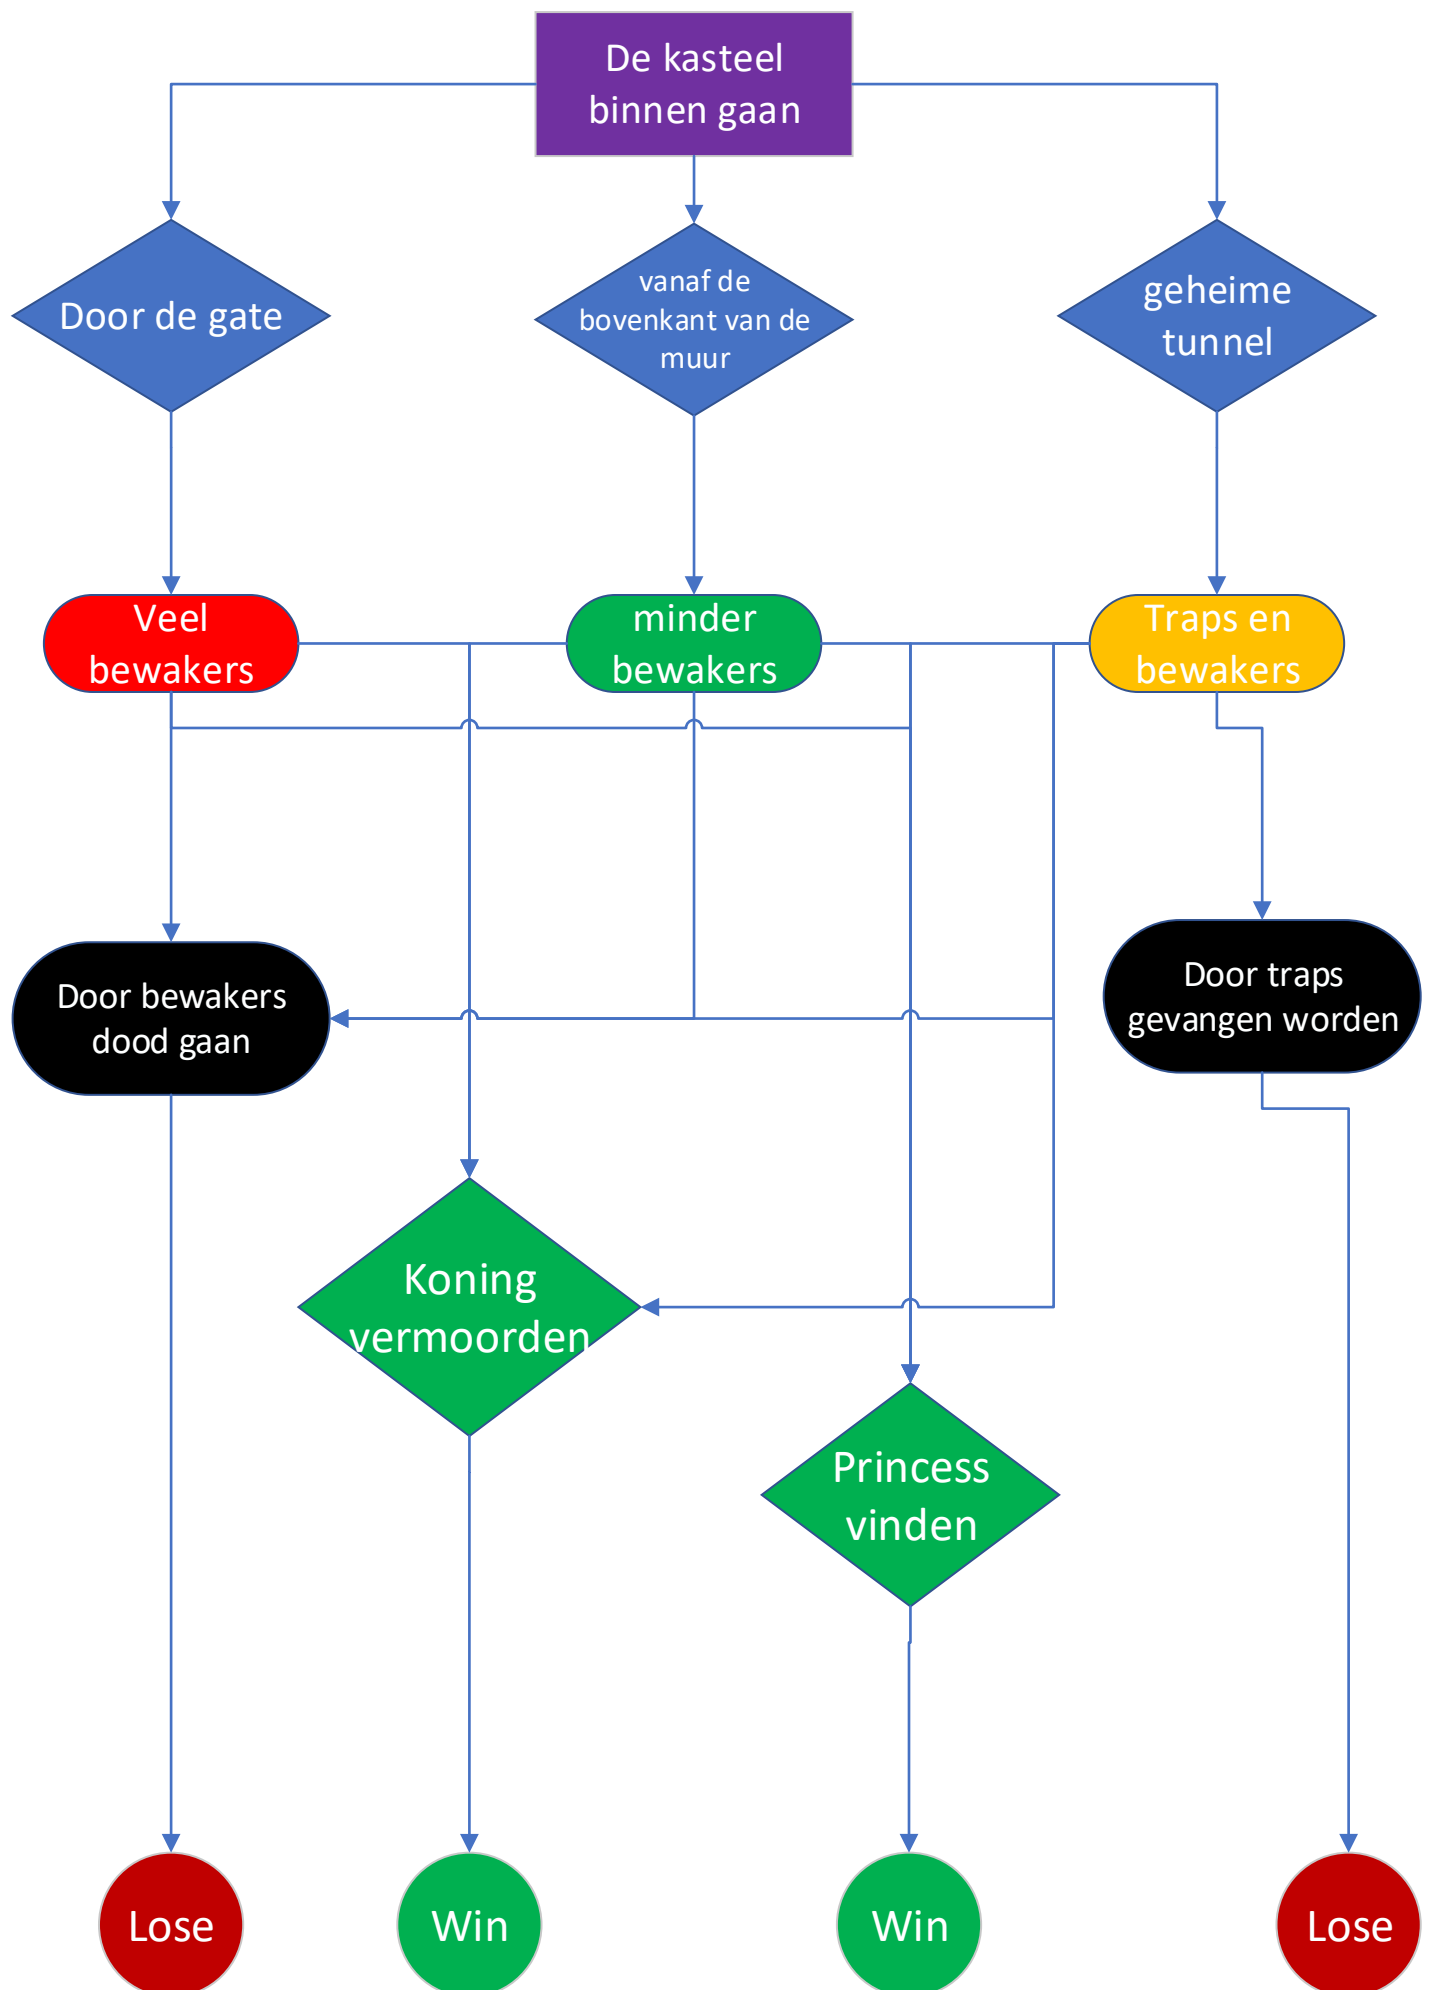 De kasteel
binnen gaan
Door de gate
vanaf de
bovenkant van de
muur
geheime
tunnel
Veel
bewakers
minder
bewakers
Traps en
bewakers
Door bewakers
dood gaan
Door traps
gevangen worden
Koning
vermoorden
Princess
vinden
Lose
Win
Win
Lose